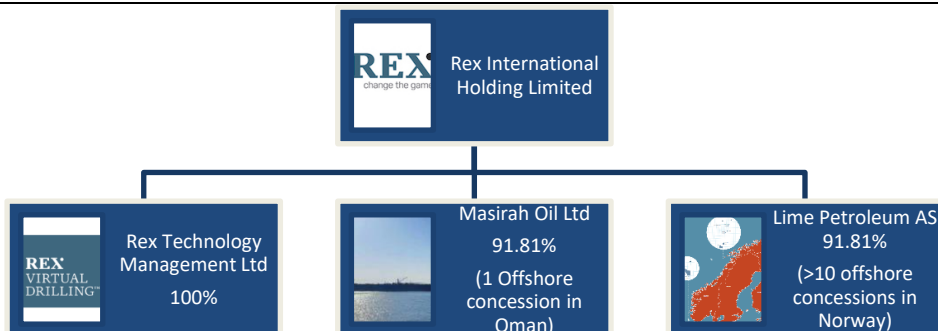 REX
change the game
Rex International
Holding Limited
REX
VIRTUAL
DRILLING™
Rex Technology
Management Ltd
100%
Masirah Oil Ltd
91.81%
(1 Offshore
concession in
Oman)
Lime Petroleum AS
91.81%
(>10 offshore
concessions in
Norway)